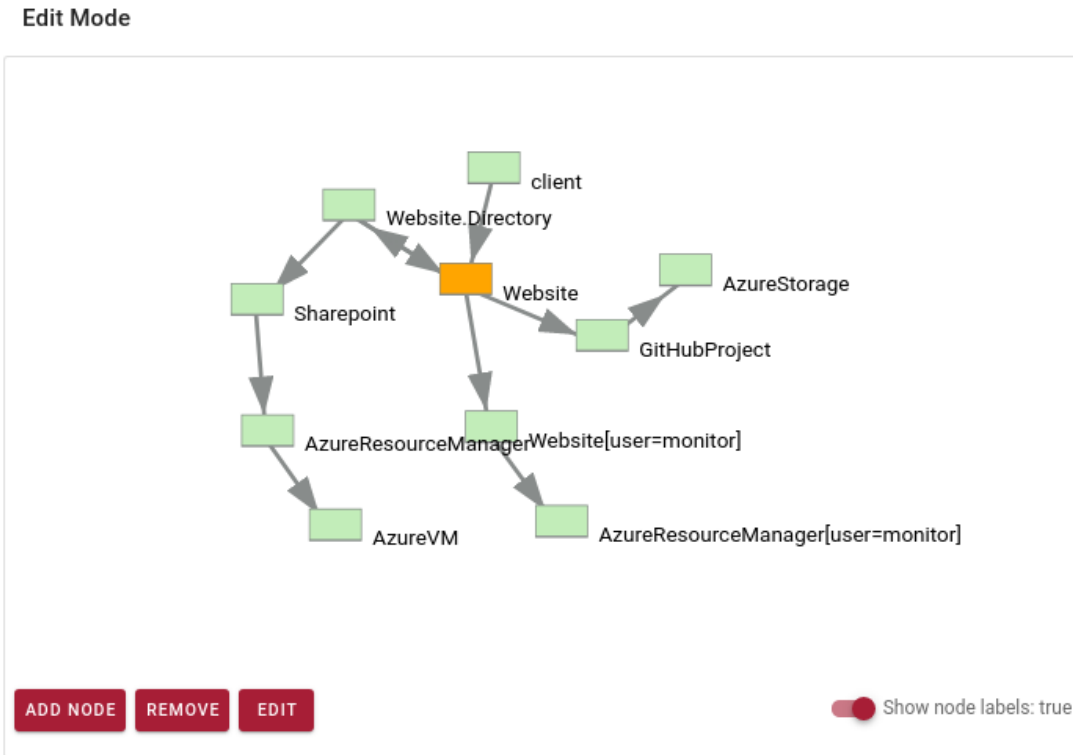 Edit Mode
client
Website.Directory
Website
AzureStorage
Sharepoint
GitHubProject
AzureResourceManager
Website[user=monitor]
AzureVM
AzureResourceManager[user=monitor]
ADD NODE
REMOVE
EDIT
Show node labels: true